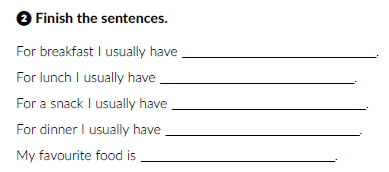 2 Finish the sentences.
For breakfast I usually have ______________________________.
For lunch I usually have ______________________________.
For a snack I usually have ______________________________.
For dinner I usually have ______________________________.
My favourite food is ______________________________.